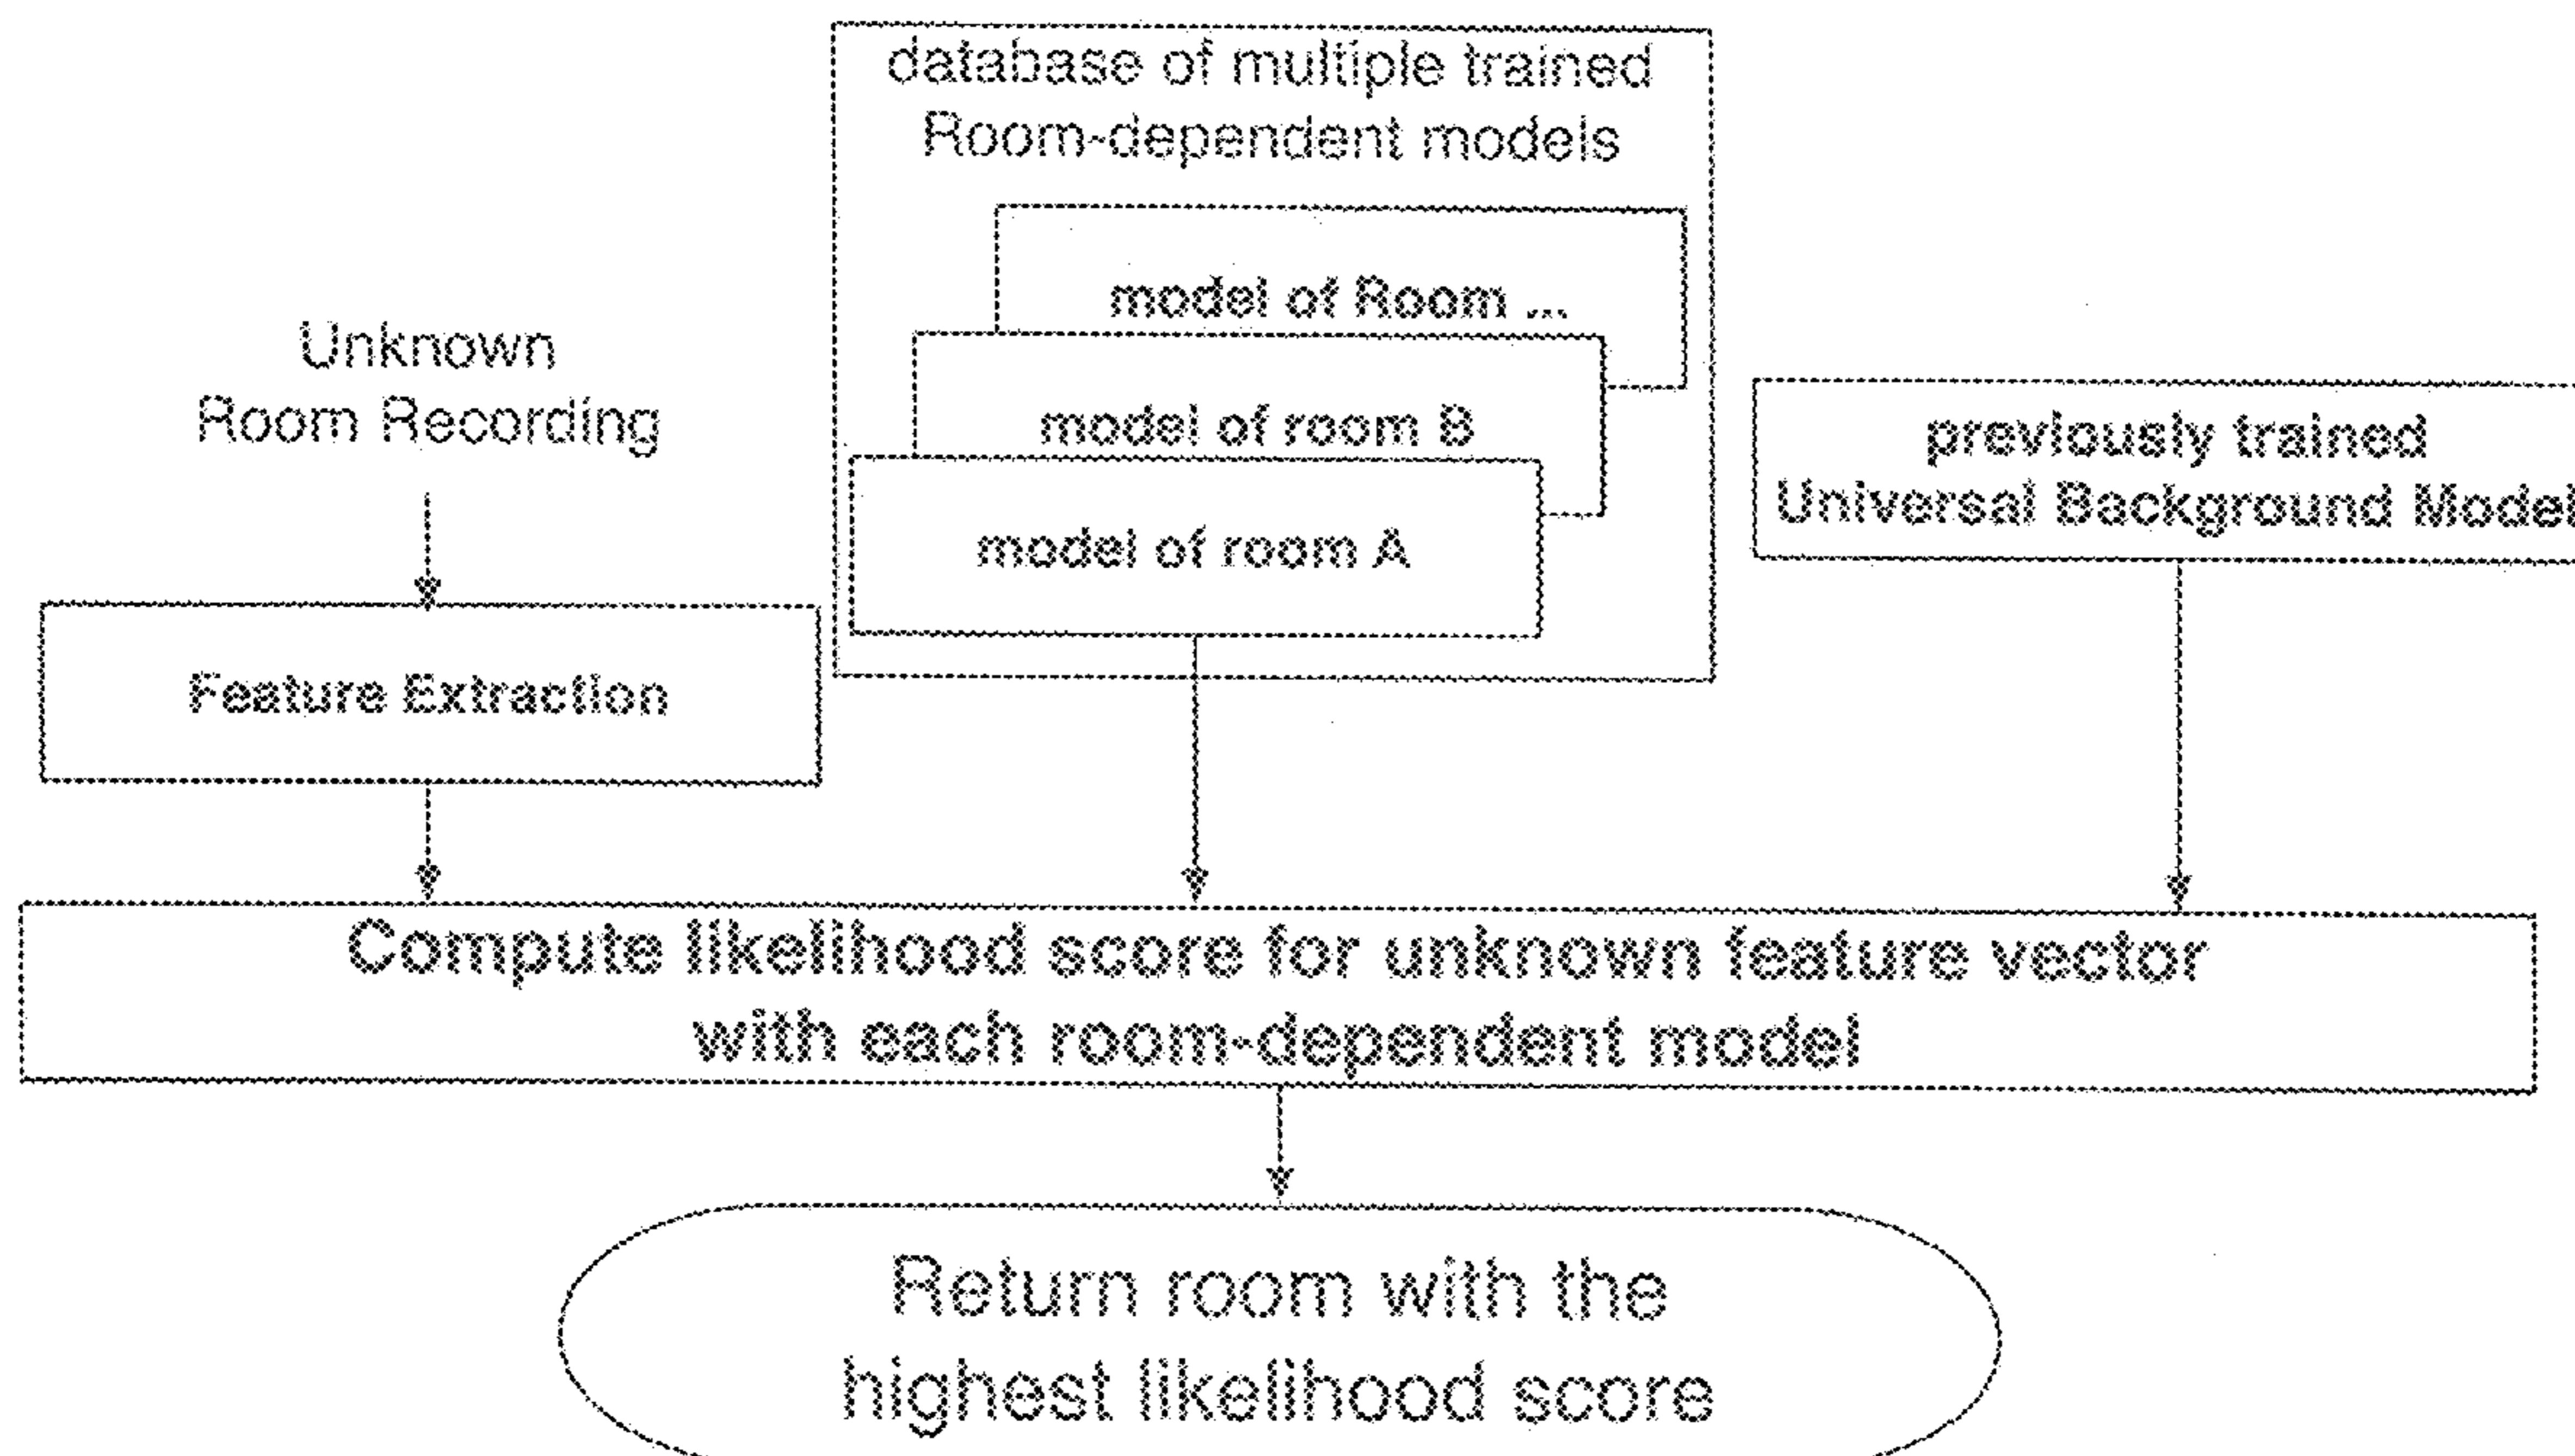 database of multiple trained
Room-dependent models
model of Room ...
model of room B
model of room A
Unknown
Room Recording
Feature Extraction
previously trained
Universal Background Model
Compute likelihood score for unknown feature vector
with each room-dependent model
Return room with the
highest likelihood score